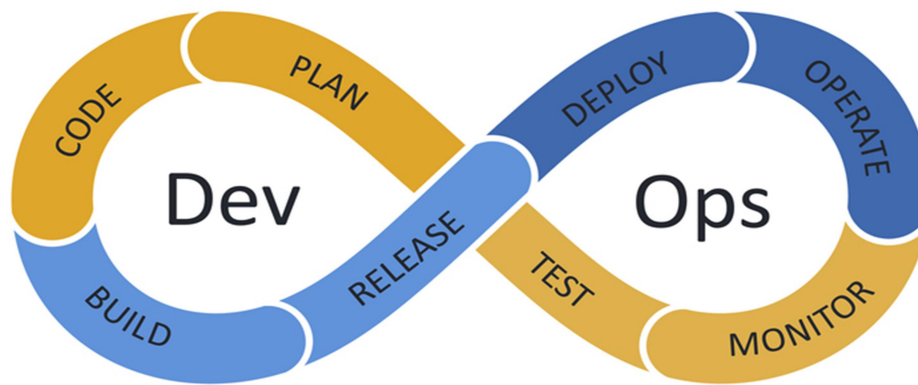 PLAN
CODE
BUILD
RELEASE
DEPLOY
OPERATE
MONITOR
TEST
Dev
Ops